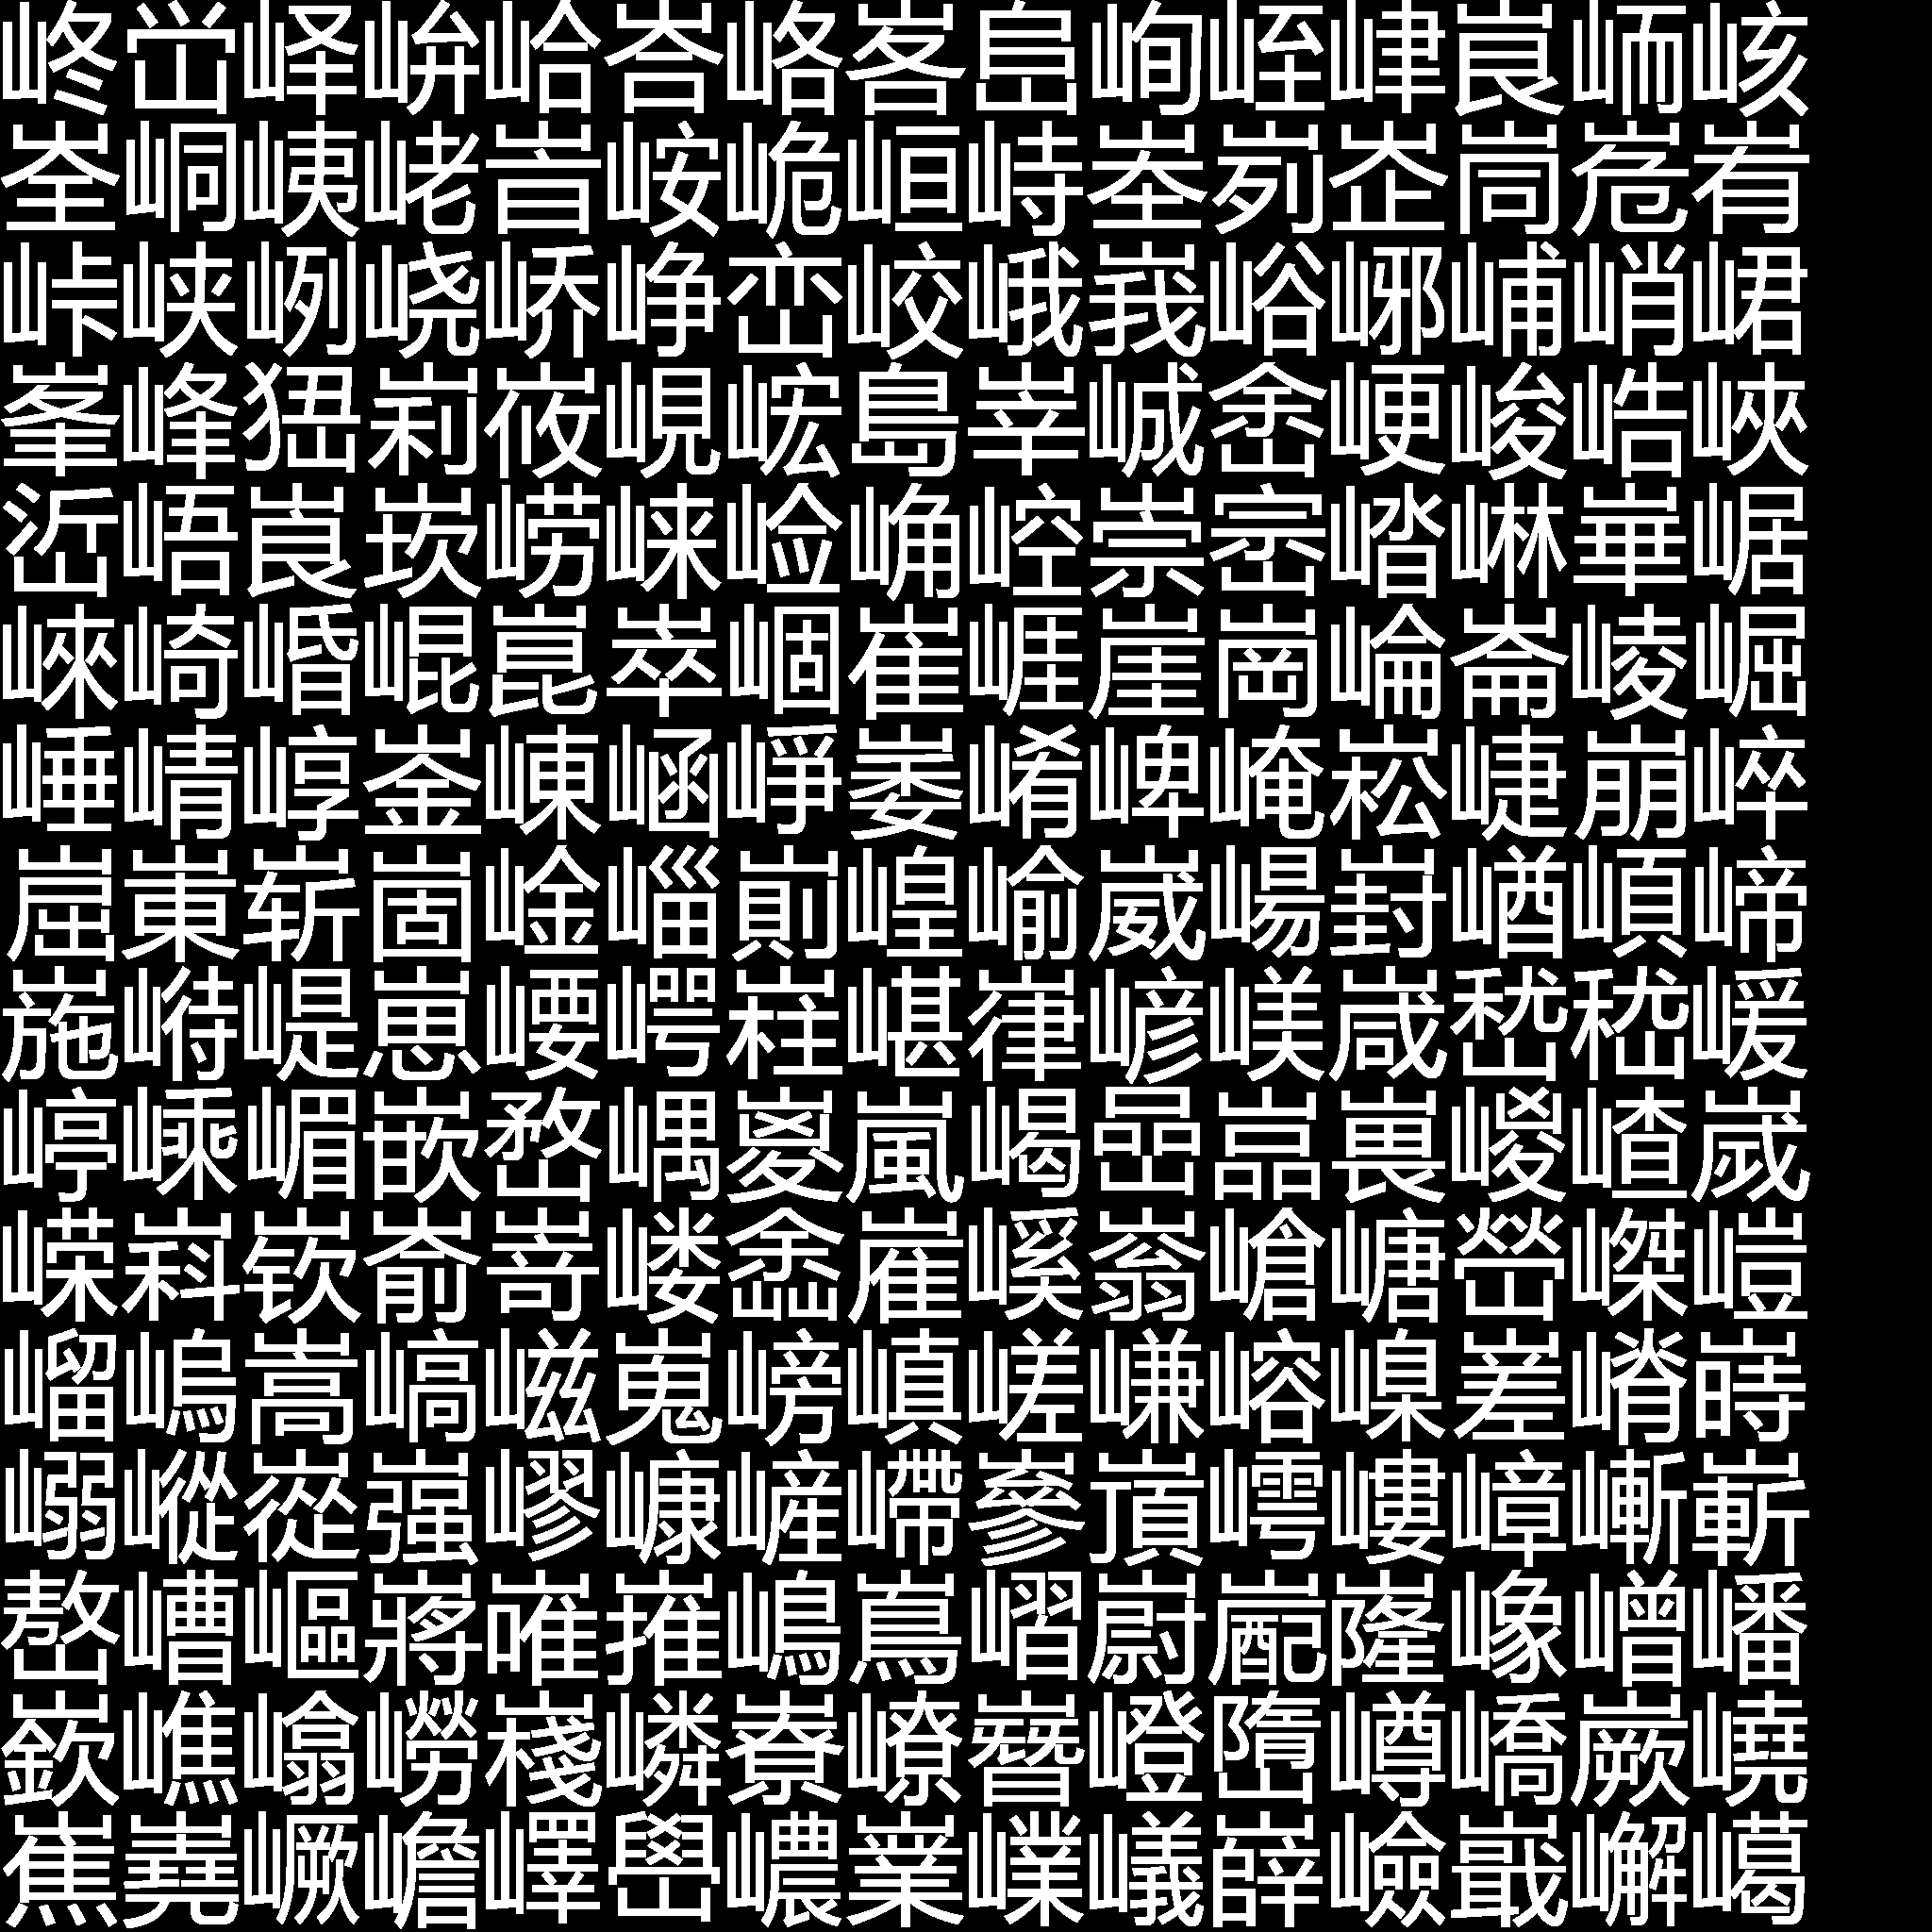 峂峃峄峅峆峇峈峉峊峋峌峍峎峏峐
峑峒峓峔峕峖峗峘峙峚峛峜峝峞峟
峠峡峢峣峤峥峦峧峨峩峪峫峬峭峮
峯峰峱峲峳峴峵島峷峸峹峺峻峼峽
峾峿崀崁崂崃崄崅崆崇崈崉崊崋崌
崍崎崏崐崑崒崓崔崕崖崗崘崙崚崛
崜崝崞崟崠崡崢崣崤崥崦崧崨崩崪
崫崬崭崮崯崰崱崲崳崴崵崶崷崸崹
崺崻崼崽崾崿嵀嵁嵂嵃嵄嵅嵆嵇嵈
嵉嵊嵋嵌嵍嵎嵏嵐嵑嵒嵓嵔嵕嵖嵗
嵘嵙嵚嵛嵜嵝嵞嵟嵠嵡嵢嵣嵤嵥嵦
嵧嵨嵩嵪嵫嵬嵭嵮嵯嵰嵱嵲嵳嵴嵵
嵶嵷嵸嵹嵺嵻嵼嵽嵾嵿嶀嶁嶂嶃嶄
嶅嶆嶇嶈嶉嶊嶋嶌嶍嶎嶏嶐嶑嶒嶓
嶔嶕嶖嶗嶘嶙嶚嶛嶜嶝嶞嶟嶠嶡嶢
嶣嶤嶥嶦嶧嶨嶩嶪嶫嶬嶭嶮嶯嶰嶱